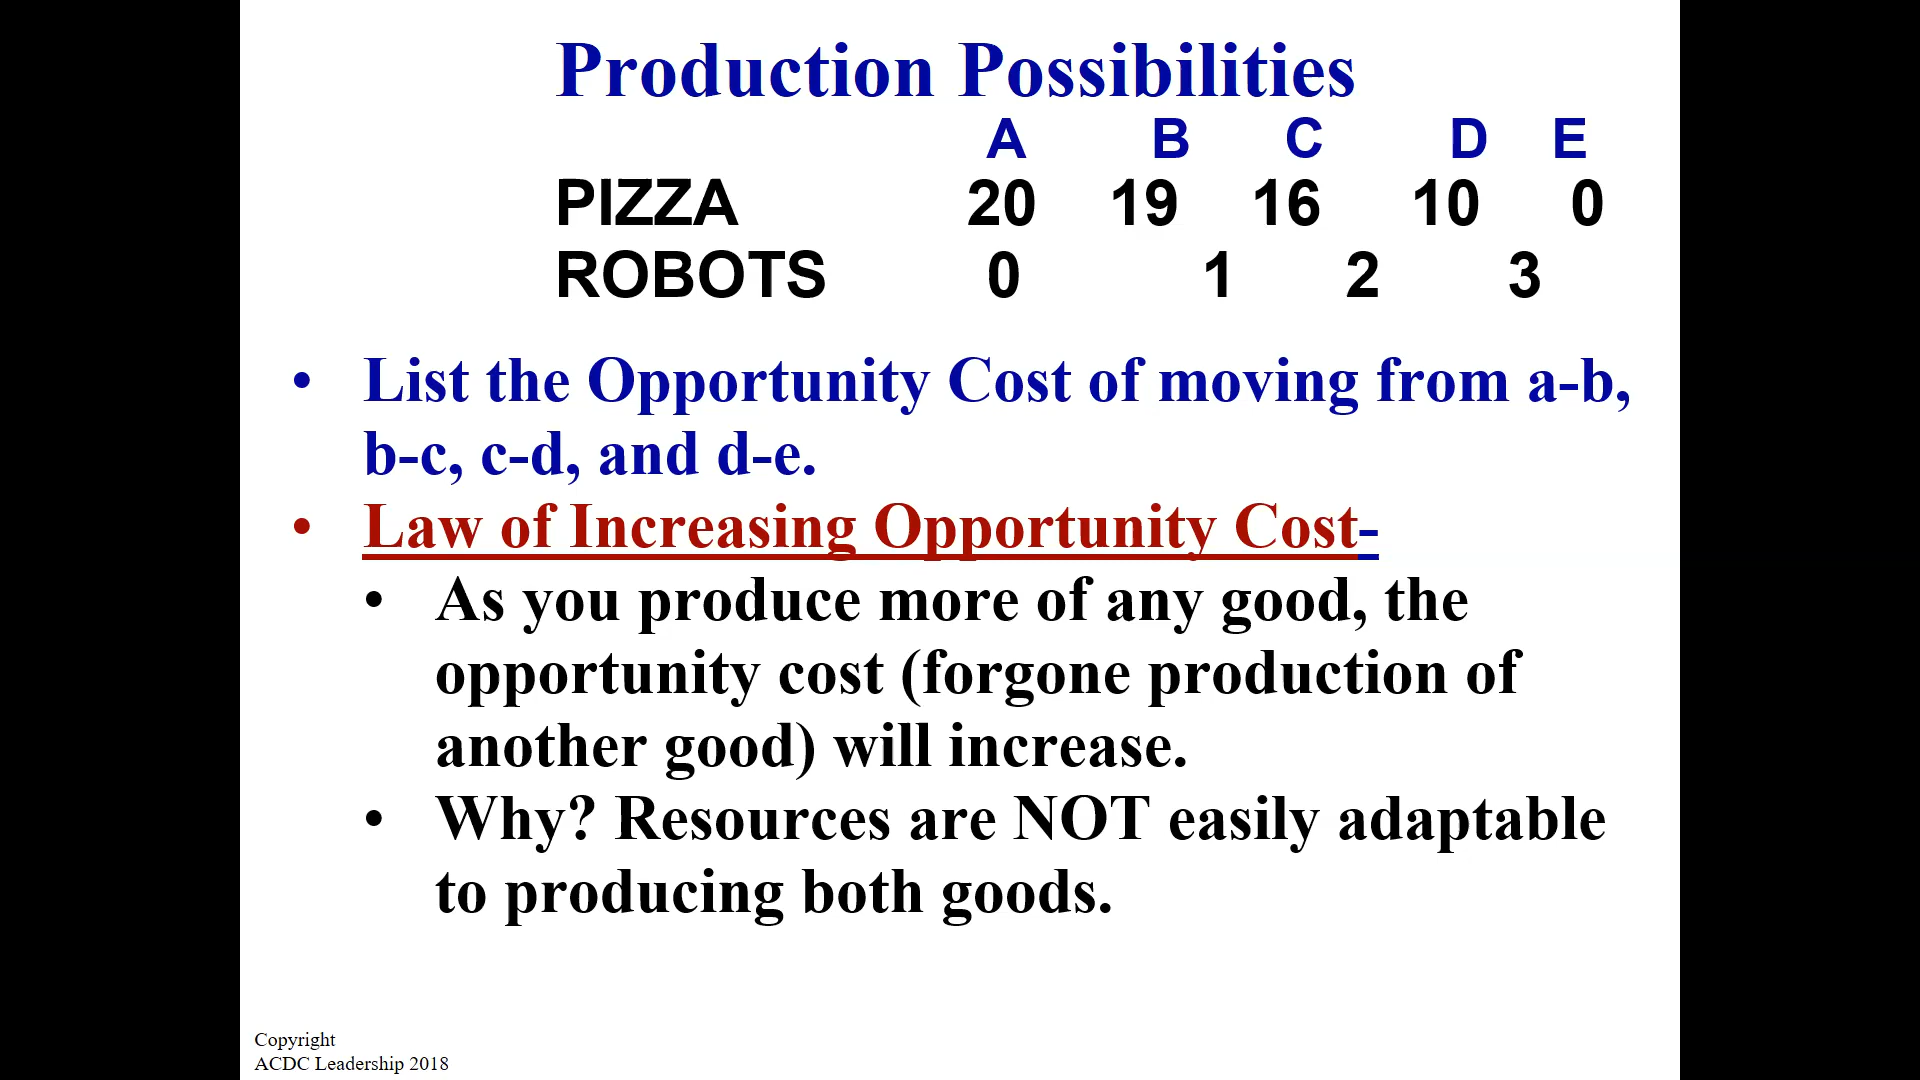 Production Possibilities
A B C D E
PIZZA 20 19 16 10 0
ROBOTS 0 1 2 3
• List the Opportunity Cost of moving from a-b,
b-c, c-d, and d-e.
• Law of Increasing Opportunity Cost-
• As you produce more of any good, the
opportunity cost (forgone production of
another good) will increase.
• Why? Resources are NOT easily adaptable
to producing both goods.
Copyright
ACDC Leadership 2018